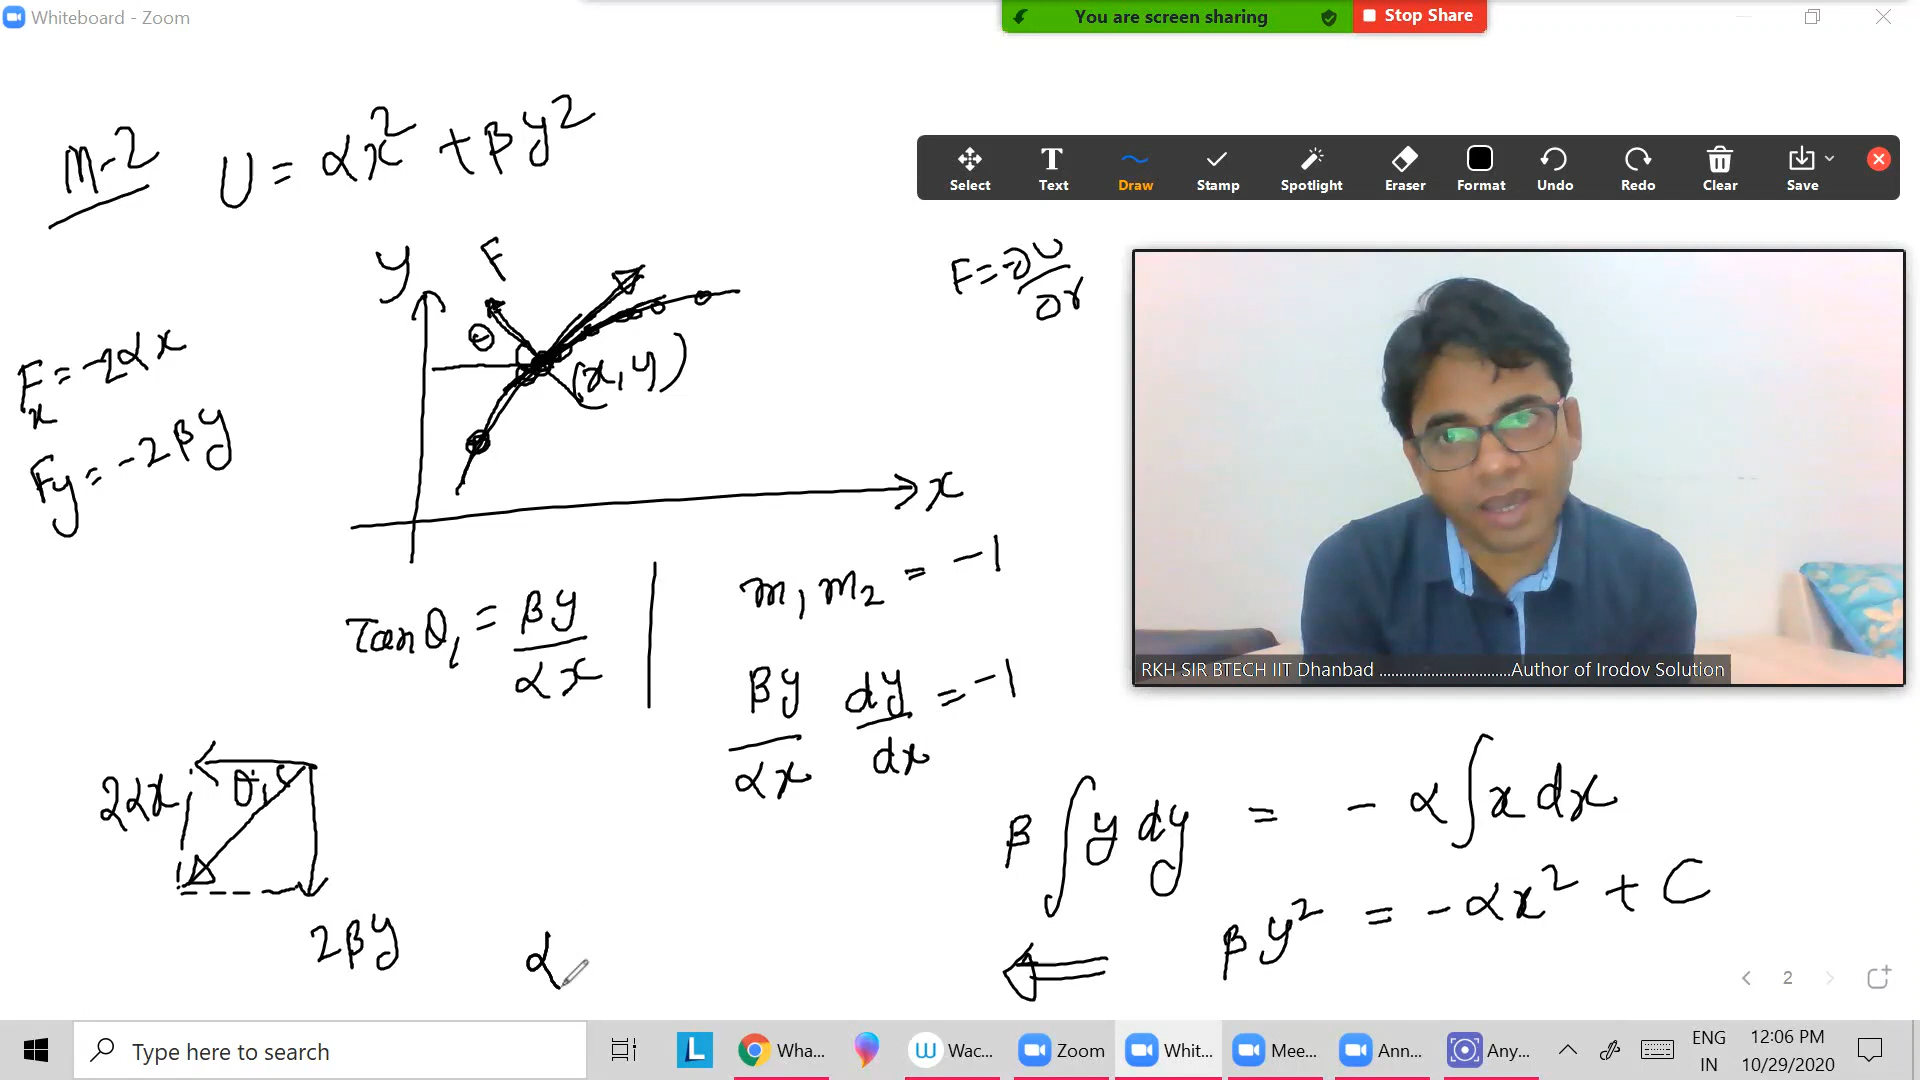 Whiteboard - Zoom
You are screen sharing
Stop Share
Select Text Draw Stamp Spotlight Eraser Format Undo Redo Clear Save
M-2 U = αx² + βy²
y F
θ
(x, y)
x
F = -∂U/∂r
Fx = -2αx
Fy = -2βy
Tanθ₁ = βy/αx
m₁ m₂ = -1
βy/αx dy/dx = -1
2αx θ₁
2βy
β∫y dy = - α∫x dx
βy² = -αx² + C
α
RKH SIR BTECH IIT Dhanbad ..................................Author of Irodov Solution
2
Type here to search
L
Wha...
W Wac...
Zoom
Whit...
Mee...
Ann...
Any...
ENG
IN
12:06 PM
10/29/2020